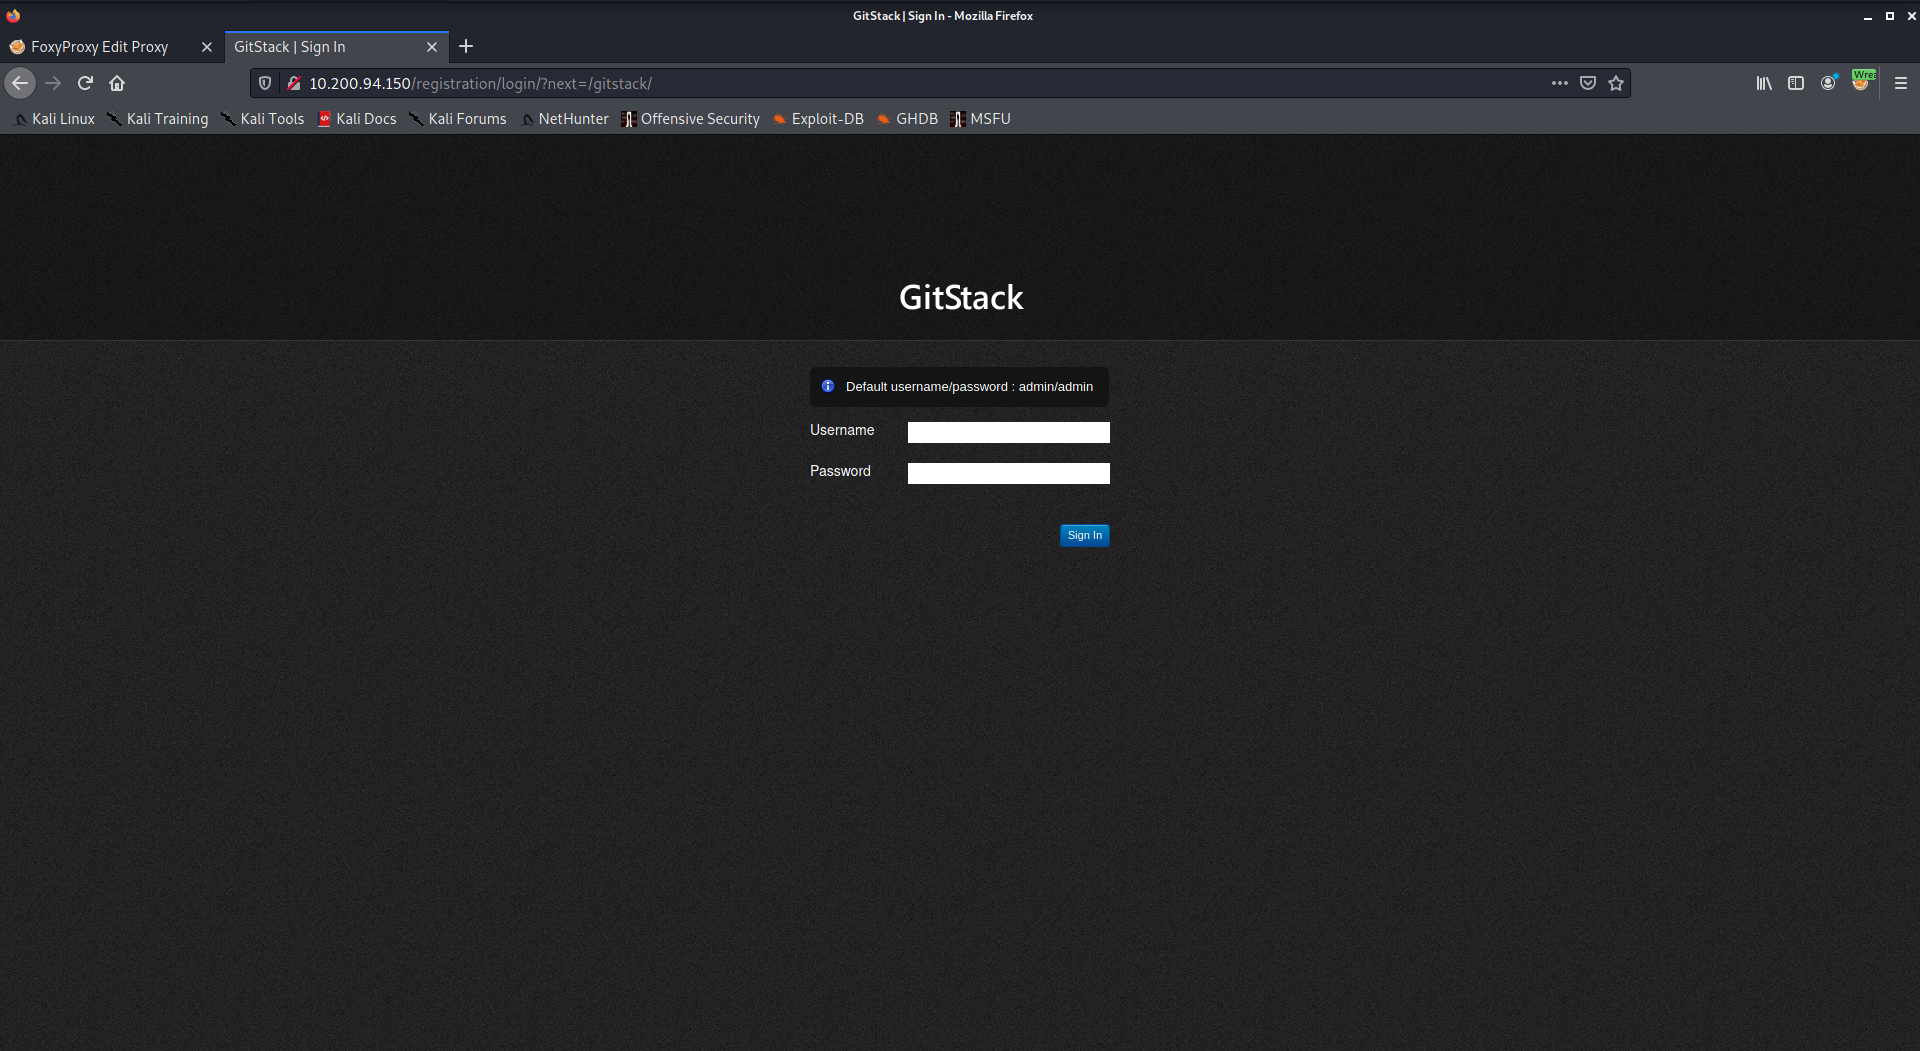 GitStack | Sign In - Mozilla Firefox
FoxyProxy Edit Proxy
GitStack | Sign In
10.200.94.150/registration/login/?next=/gitstack/
Wrea
Kali Linux Kali Training Kali Tools Kali Docs Kali Forums NetHunter Offensive Security Exploit-DB GHDB MSFU
GitStack
Default username/password : admin/admin
Username
Password
Sign In